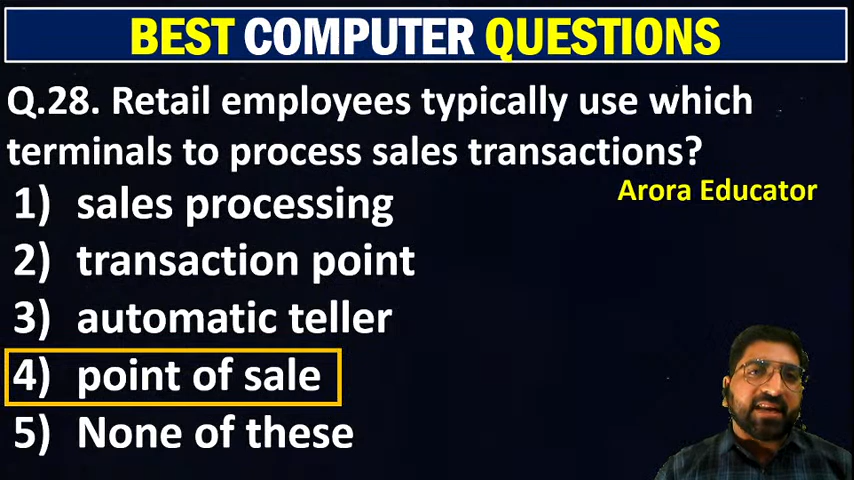 BEST COMPUTER QUESTIONS
Q.28. Retail employees typically use which
terminals to process sales transactions?
Arora Educator
1) sales processing
2) transaction point
3) automatic teller
4) point of sale
5) None of these